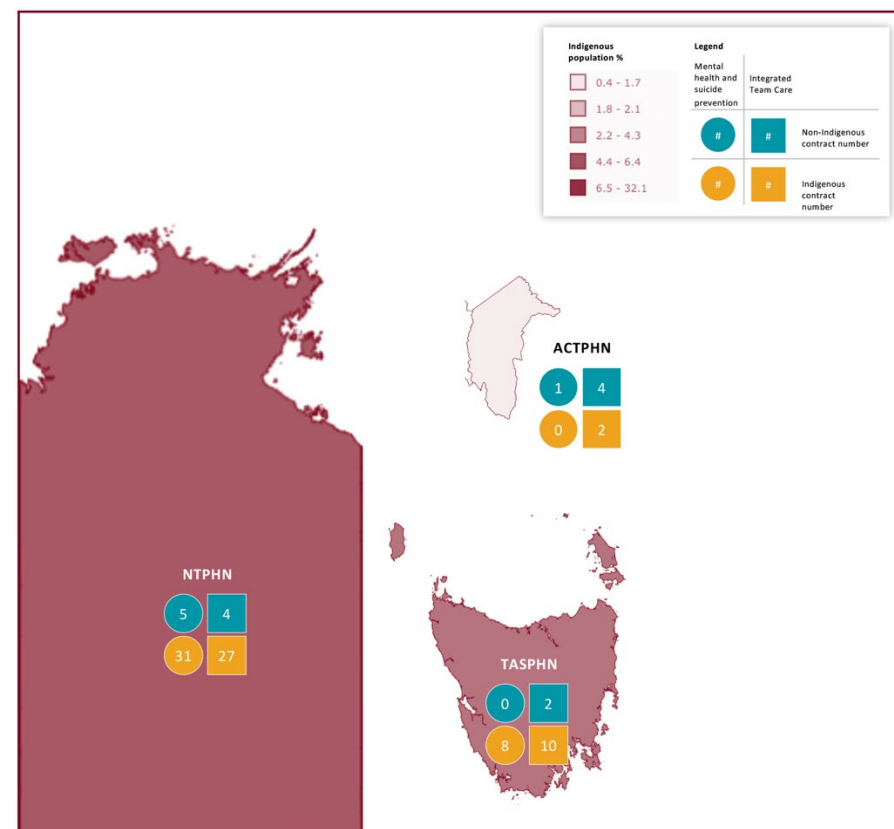 Indigenous
population %
0.4 - 1.7
1.8 - 2.1
2.2 - 4.3
4.4 - 6.4
6.5 - 32.1
Legend
Mental
health and
suicide
prevention
Integrated
Team Care
# #
Non-Indigenous
contract number
# #
Indigenous
contract
number
ACTPHN
1 4
0 2
NTPHN
5 4
31 27
TASPHN
0 2
8 10